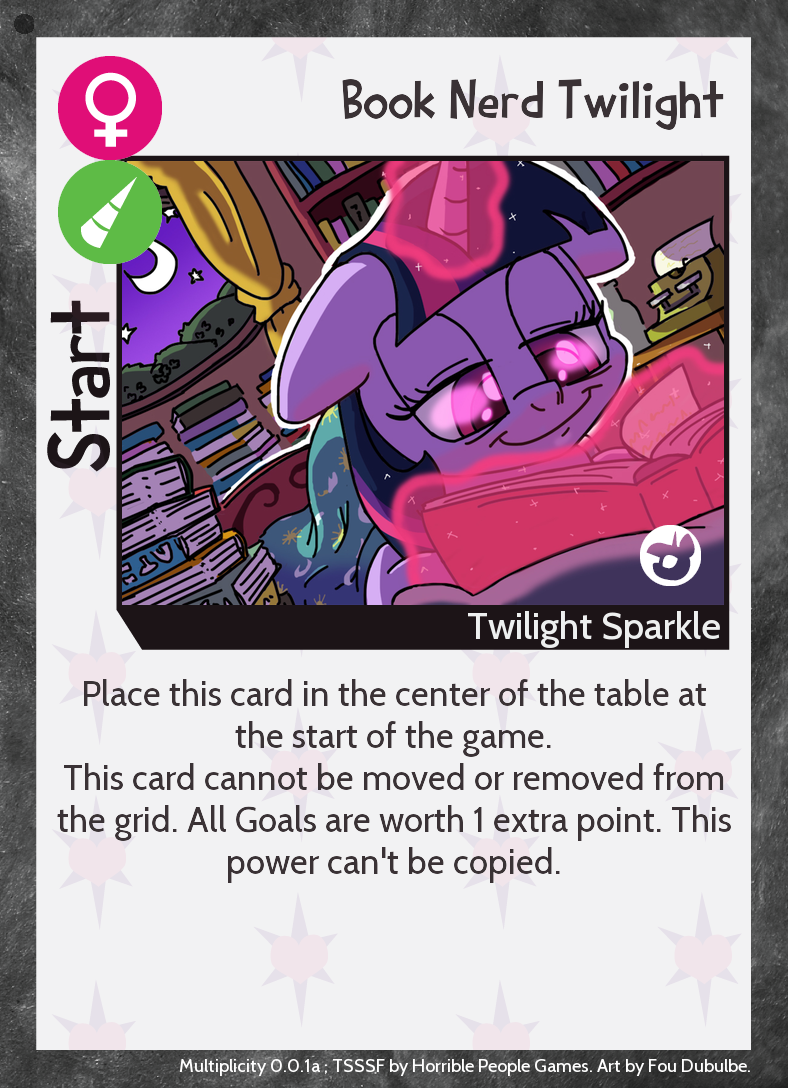 Book Nerd Twilight
Start
Twilight Sparkle
Place this card in the center of the table at
the start of the game.
This card cannot be moved or removed from
the grid. All Goals are worth 1 extra point. This
power can't be copied.
Multiplicity 0.0.1a ; TSSSF by Horrible People Games. Art by Fou Dubulbe.